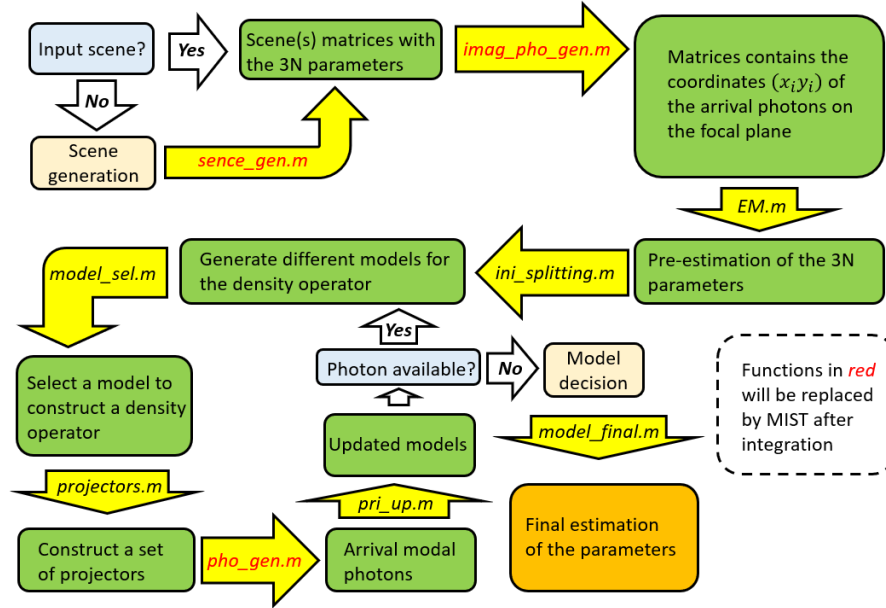 Input scene?
Yes
Scene(s) matrices with
the 3N parameters
imag_pho_gen.m
Matrices contains the
coordinates (x_i y_i) of
the arrival photons on
the focal plane
No
Scene
generation
sence_gen.m
EM.m
model_sel.m
Generate different models for
the density operator
ini_splitting.m
Pre-estimation of the 3N
parameters
Yes
Photon available?
No
Model
decision
Select a model to
construct a density
operator
Functions in red
will be replaced
by MIST after
integration
Updated models
model_final.m
projectors.m
pri_up.m
Construct a set
of projectors
pho_gen.m
Arrival modal
photons
Final estimation
of the parameters